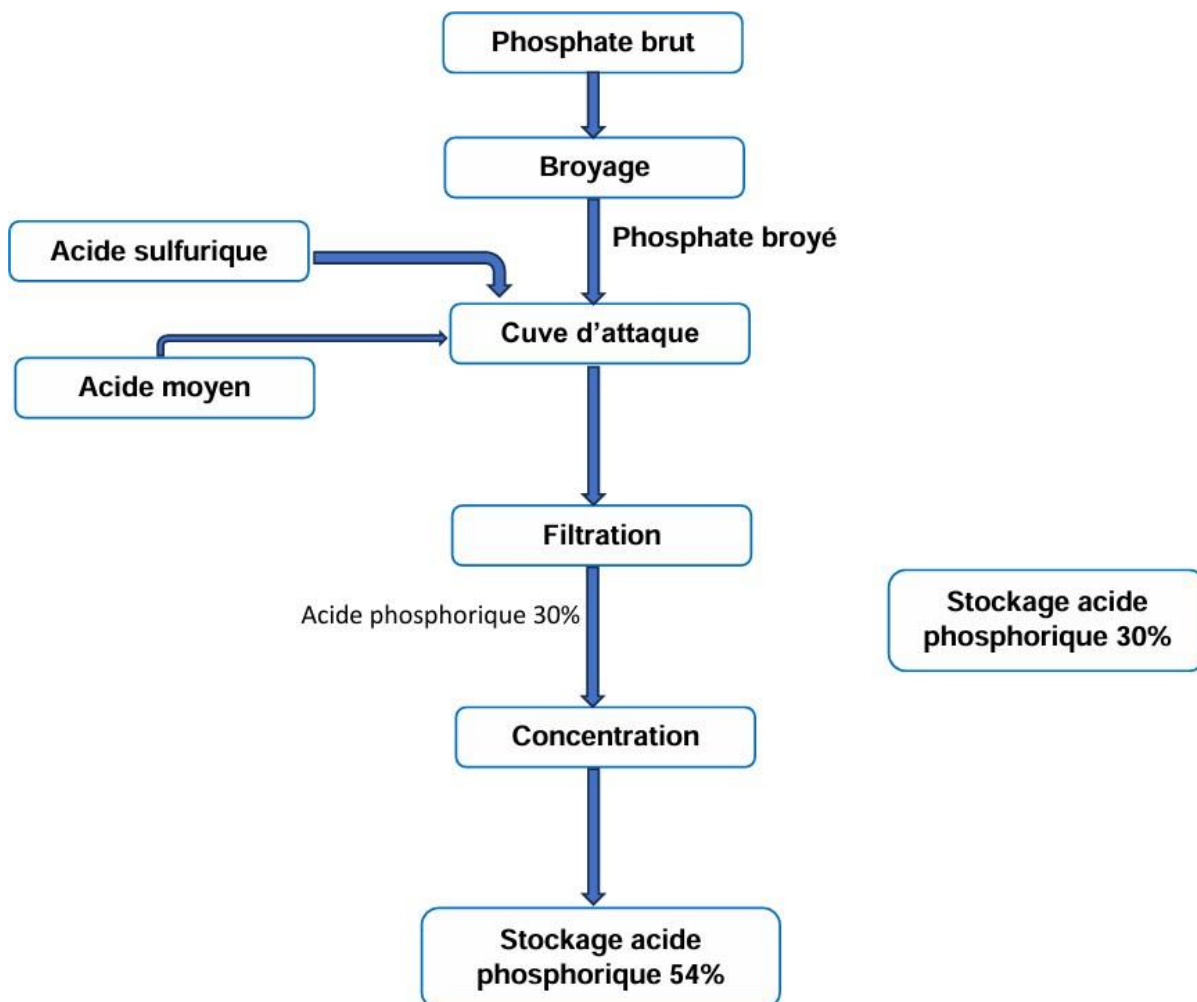 Phosphate brut
Broyage
Phosphate broyé
Acide sulfurique
Cuve d’attaque
Acide moyen
Filtration
Acide phosphorique 30%
Stockage acide
phosphorique 30%
Concentration
Stockage acide
phosphorique 54%